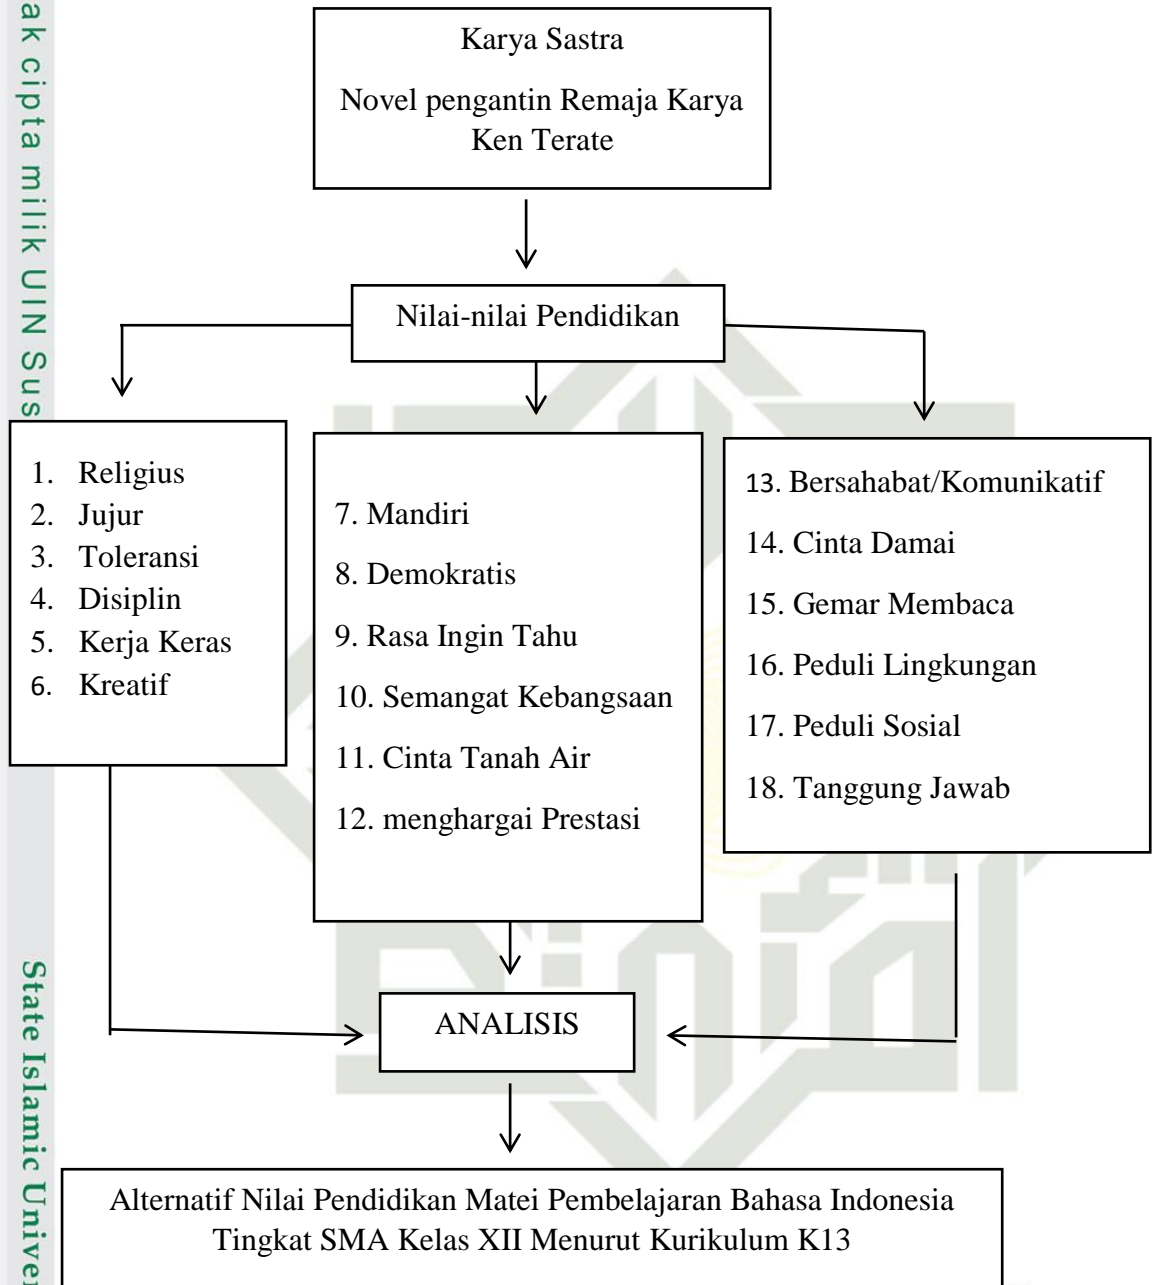 ak cipta milik UIN Sus
State Islamic Univer
Karya Sastra
Novel pengantin Remaja Karya
Ken Terate
Nilai-nilai Pendidikan
1. Religius
2. Jujur
3. Toleransi
4. Disiplin
5. Kerja Keras
6. Kreatif
7. Mandiri
8. Demokratis
9. Rasa Ingin Tahu
10. Semangat Kebangsaan
11. Cinta Tanah Air
12. menghargai Prestasi
13. Bersahabat/Komunikatif
14. Cinta Damai
15. Gemar Membaca
16. Peduli Lingkungan
17. Peduli Sosial
18. Tanggung Jawab
ANALISIS
Alternatif Nilai Pendidikan Matei Pembelajaran Bahasa Indonesia
Tingkat SMA Kelas XII Menurut Kurikulum K13